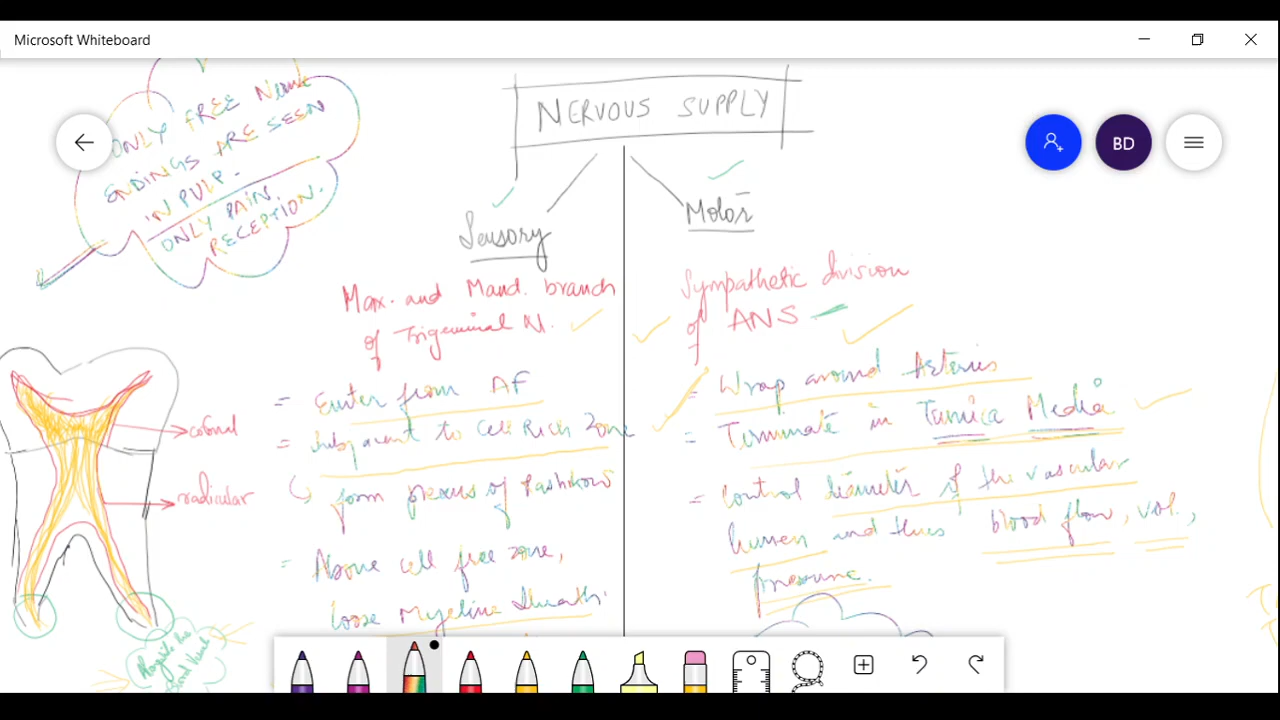 Microsoft Whiteboard
ONLY FREE Nerve
ENDINGS ARE SEEN
IN PULP-
ONLY PAIN.
RECEPTION.
NERVOUS SUPPLY
BD
Sensory
Max. and Mand. branch
of Trigeminal N.
= Enter from AF
= Subjacent to Cell Rich Zone
form plexus of Rashkow
= Above cell free zone,
loose Myeline Sheath.
Motor
Sympathetic division
of ANS
= Wrap around Arteries
= Terminate in Tunica Media
= Control diameter of the vascular
lumen and thus blood flow, vol.,
pressure.
coronal
radicular